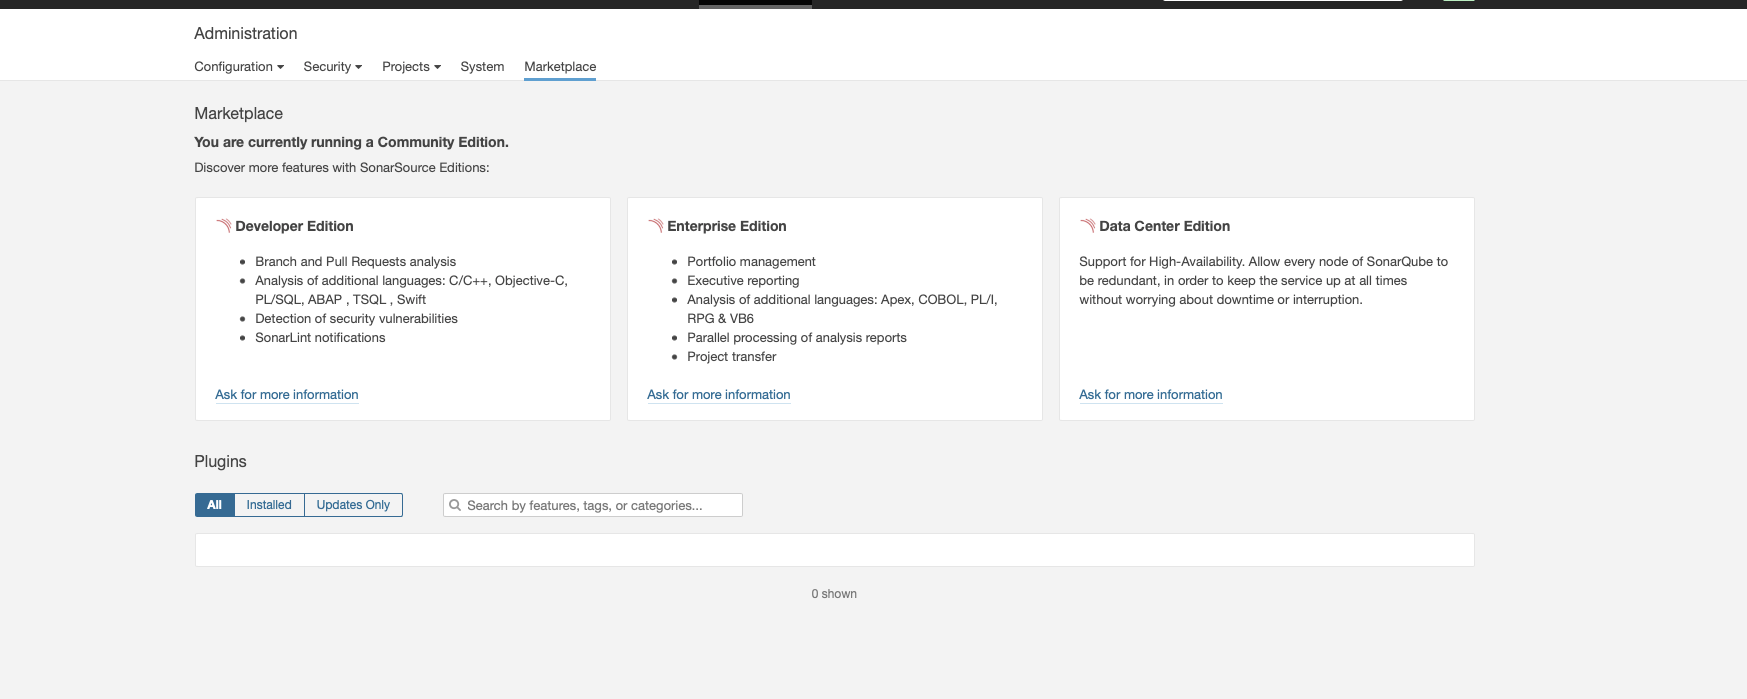 Administration
Configuration Security Projects System Marketplace
Marketplace
You are currently running a Community Edition.
Discover more features with SonarSource Editions:
Developer Edition
Branch and Pull Requests analysis
Analysis of additional languages: C/C++, Objective-C,
PL/SQL, ABAP , TSQL , Swift
Detection of security vulnerabilities
SonarLint notifications
Ask for more information
Enterprise Edition
Portfolio management
Executive reporting
Analysis of additional languages: Apex, COBOL, PL/I,
RPG & VB6
Parallel processing of analysis reports
Project transfer
Ask for more information
Data Center Edition
Support for High-Availability. Allow every node of SonarQube to
be redundant, in order to keep the service up at all times
without worrying about downtime or interruption.
Ask for more information
Plugins
All Installed Updates Only Search by features, tags, or categories...
0 shown